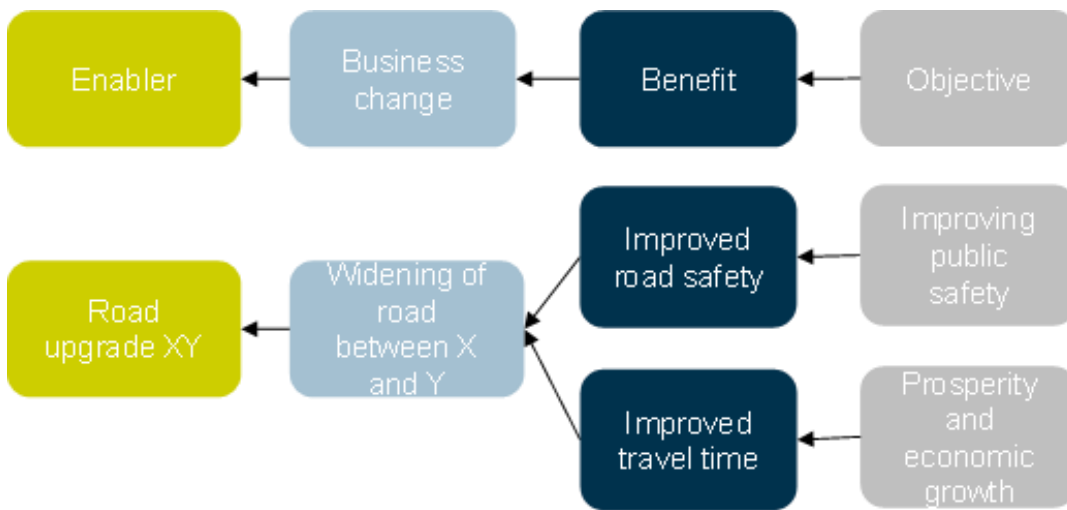 Enabler
Business
change
Benefit
Objective
Road
upgrade XY
Widening of
road
between X
and Y
Improved
road safety
Improving
public
safety
Improved
travel time
Prosperity
and
economic
growth